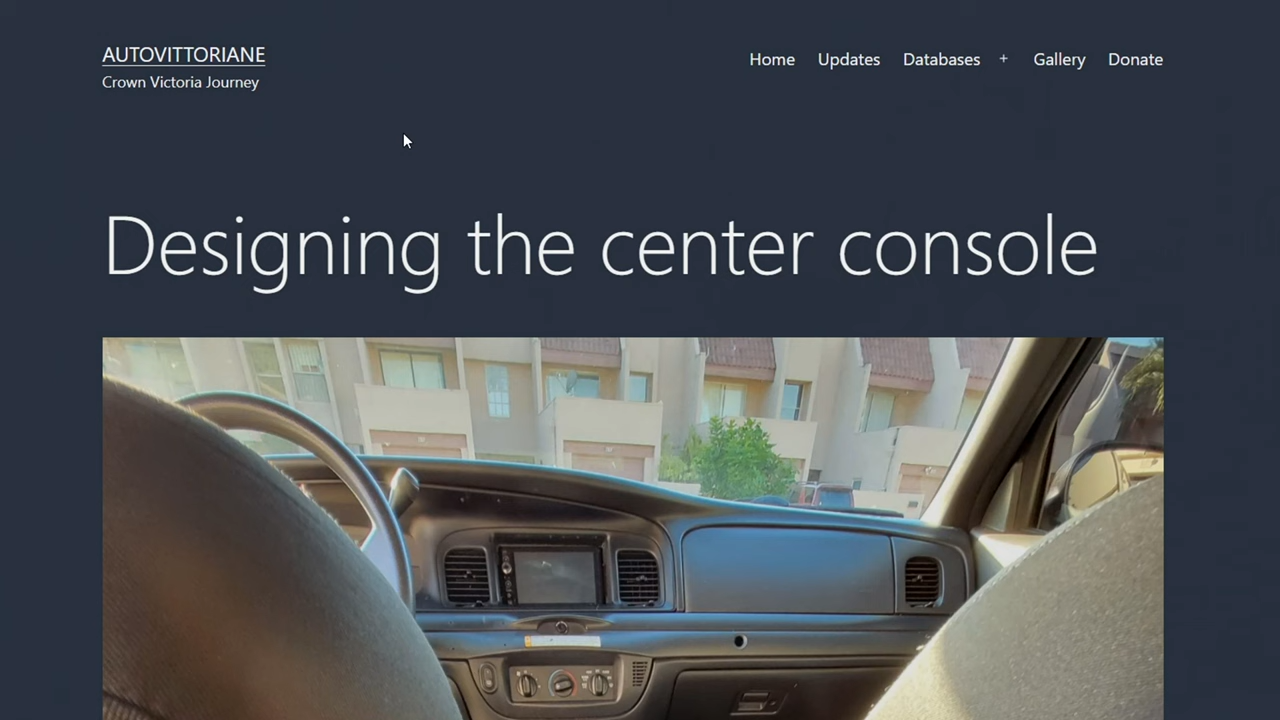 AUTOVITTORIANE
Crown Victoria Journey
Home Updates Databases + Gallery Donate
Designing the center console